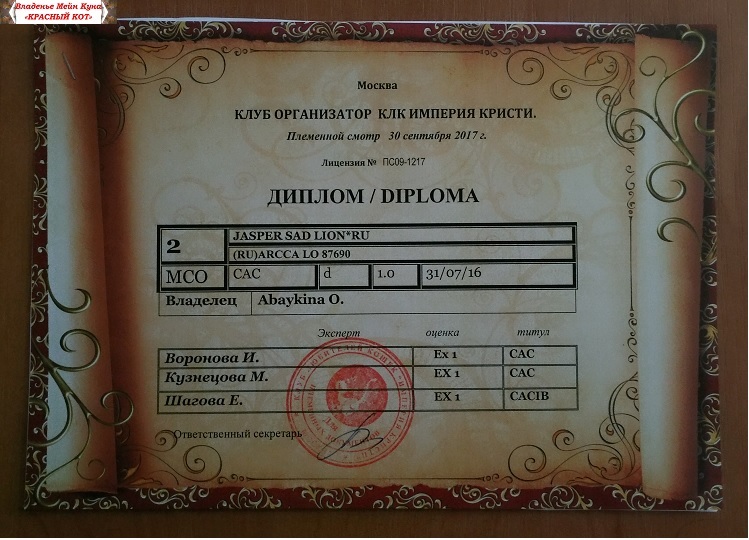 Владенье Мейн Куна
«КРАСНЫЙ КОТ»
Москва
КЛУБ ОРГАНИЗАТОР КЛК ИМПЕРИЯ КРИСТИ.
Племенной смотр 30 сентября 2017 г.
Лицензия № ПС09-1217
ДИПЛОМ / DIPLOMA
2 JASPER SAD LION*RU
(RU)ARCCA LO 87690
MCO CAC d 1.0 31/07/16
Владелец Abaykina O.
Эксперт оценка титул
Воронова И. Ex 1 CAC
Кузнецова М. EX 1 CAC
Шагова Е. EX 1 CACIB
Ответственный секретарь